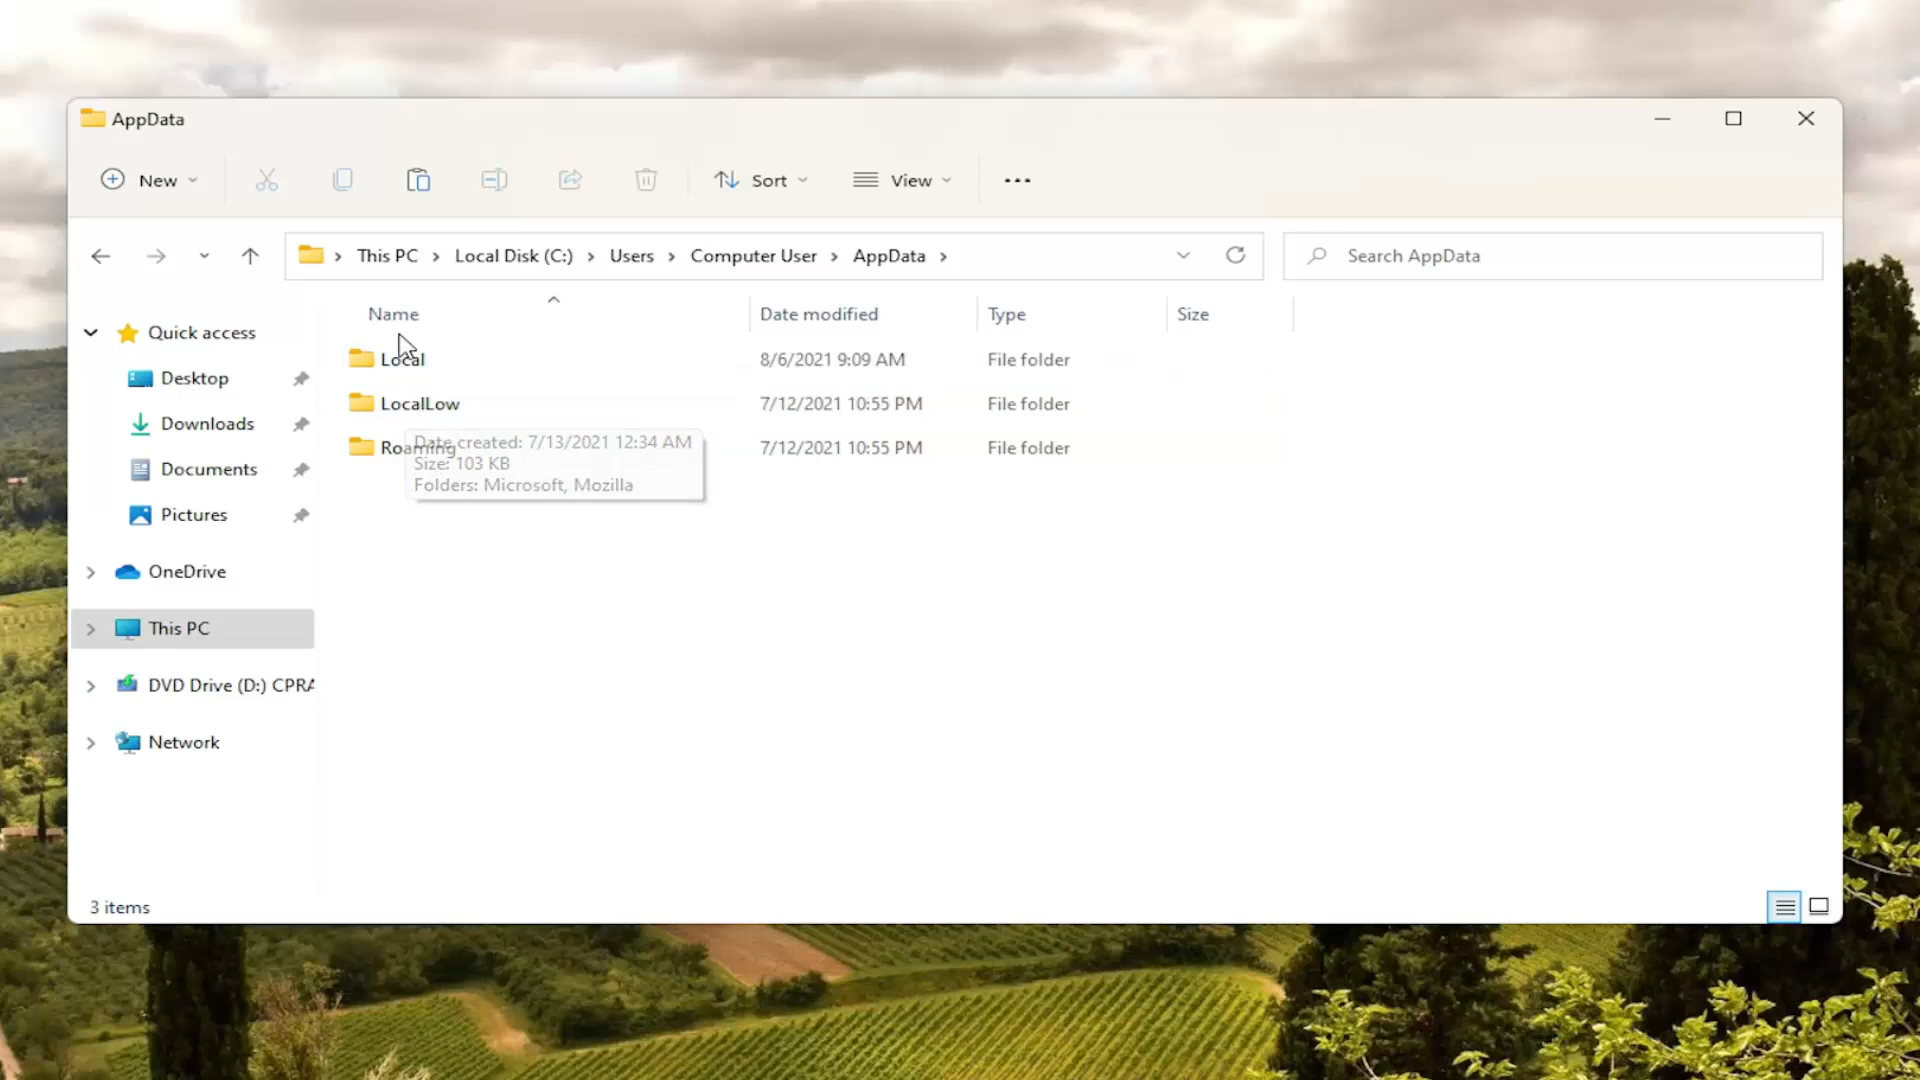 AppData
New
Sort
View
This PC
Local Disk (C:)
Users
Computer User
AppData
Search AppData
Name
Date modified
Type
Size
Quick access
Desktop
Downloads
Documents
Pictures
OneDrive
This PC
DVD Drive (D:) CPRA
Network
Local
8/6/2021 9:09 AM
File folder
LocalLow
7/12/2021 10:55 PM
File folder
Roaming
7/12/2021 10:55 PM
File folder
Date created: 7/13/2021 12:34 AM
Size: 103 KB
Folders: Microsoft, Mozilla
3 items